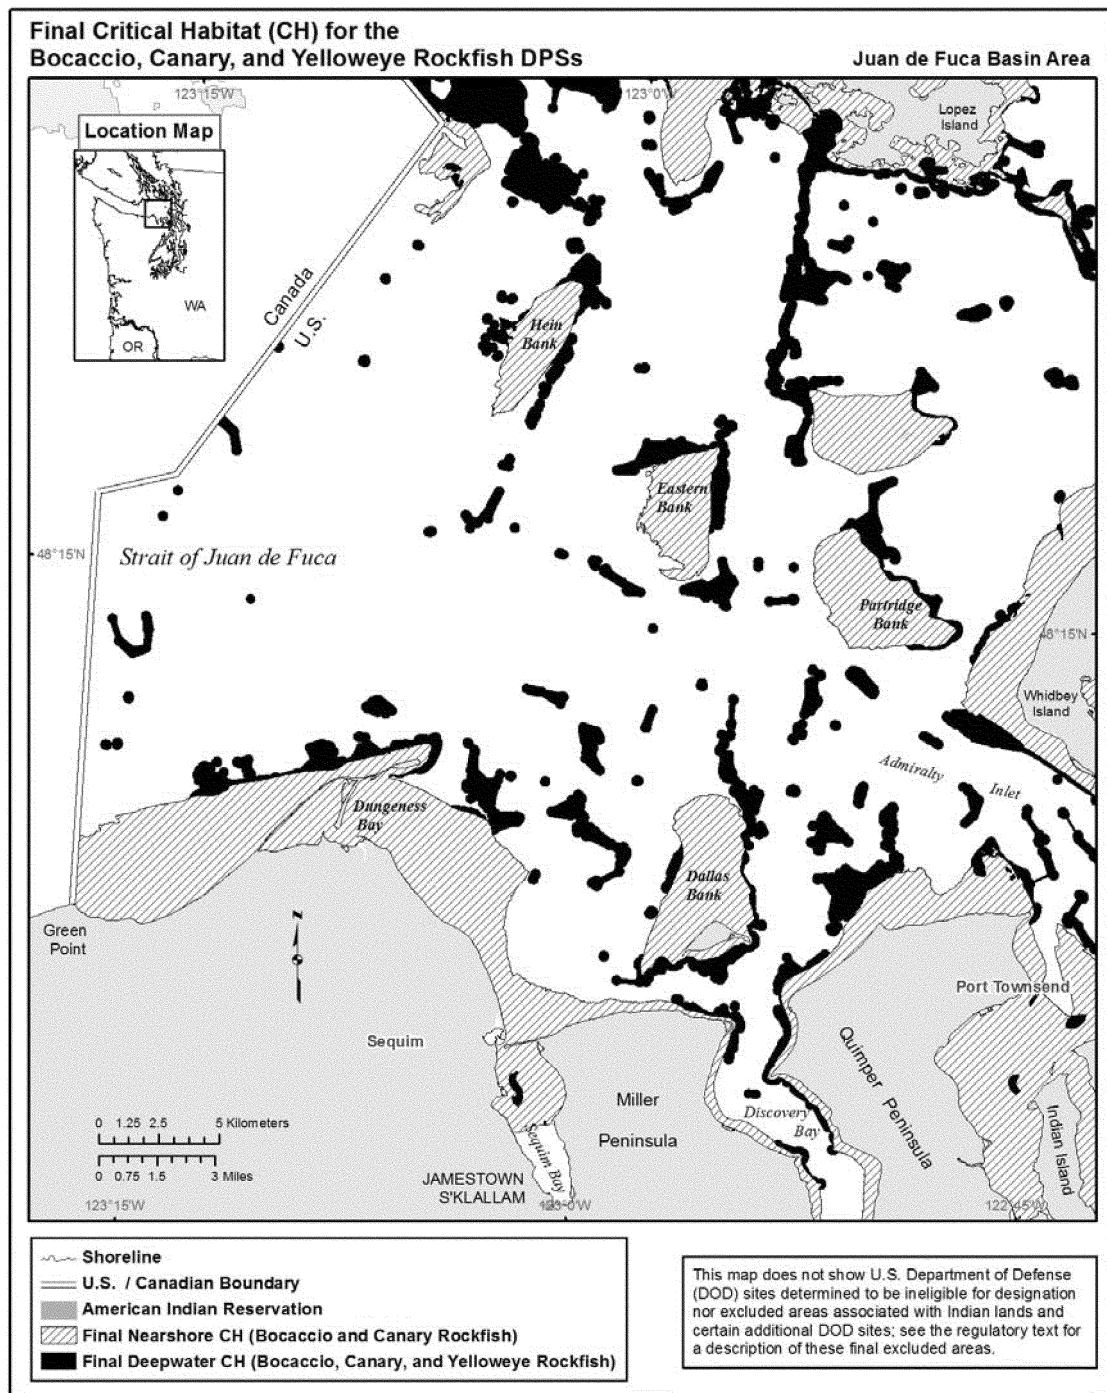 Final Critical Habitat (CH) for the
Bocaccio, Canary, and Yelloweye Rockfish DPSs
Juan de Fuca Basin Area
123°15'W
123°0'W
Location Map
WA
OR
Lopez
Island
Canada
U.S.
Hein
Bank
Eastern
Bank
48°15'N
Strait of Juan de Fuca
Partridge
Bank
48°15'N
Whidbey
Island
Admiralty
Inlet
Dungeness
Bay
Dallas
Bank
Green
Point
N
Port Townsend
Sequim
Quimper Peninsula
Miller
Peninsula
Discovery
Bay
Indian Island
Sequim Bay
0 1.25 2.5 5 Kilometers
0 0.75 1.5 3 Miles
JAMESTOWN
S'KLALLAM
123°15'W
123°0'W
122°45'W
Shoreline
U.S. / Canadian Boundary
American Indian Reservation
Final Nearshore CH (Bocaccio and Canary Rockfish)
Final Deepwater CH (Bocaccio, Canary, and Yelloweye Rockfish)
This map does not show U.S. Department of Defense
(DOD) sites determined to be ineligible for designation
nor excluded areas associated with Indian lands and
certain additional DOD sites; see the regulatory text for
a description of these final excluded areas.